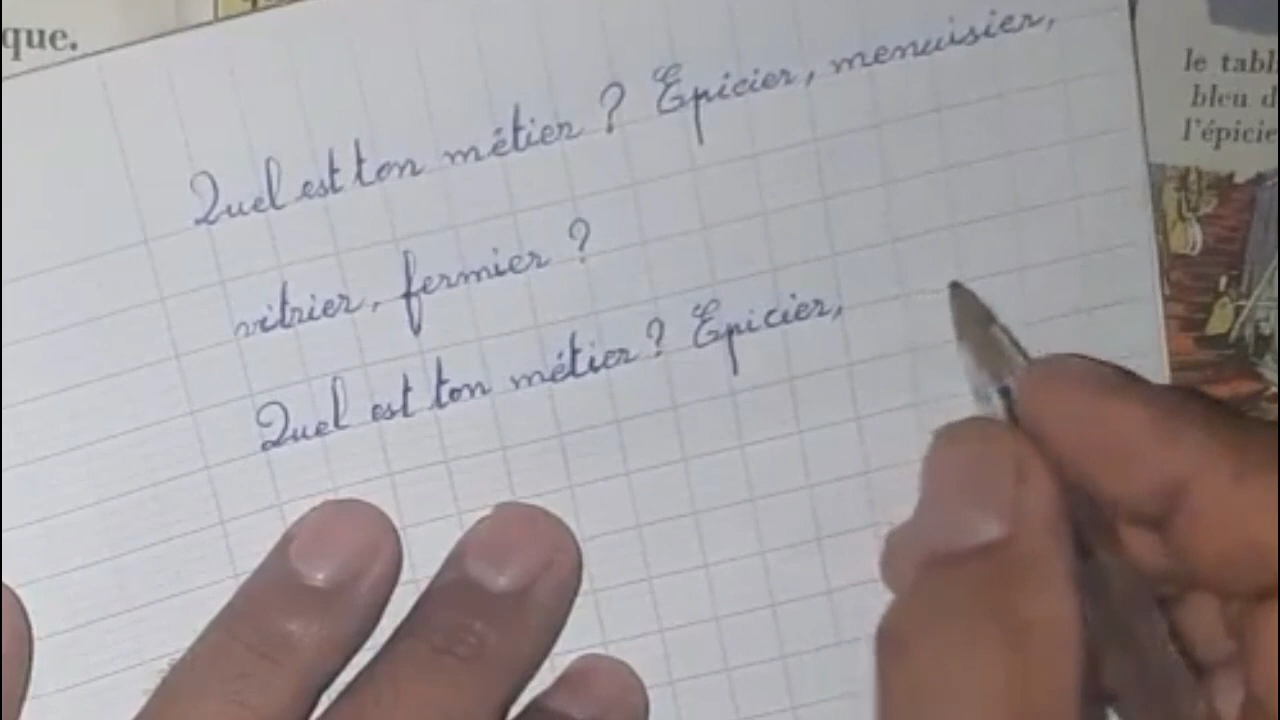 que.
le tabl
bleu d
l'épicie
Quel est ton métier ? Epicier, menuisier,
vitrier, fermier ?
Quel est ton métier ? Epicier,